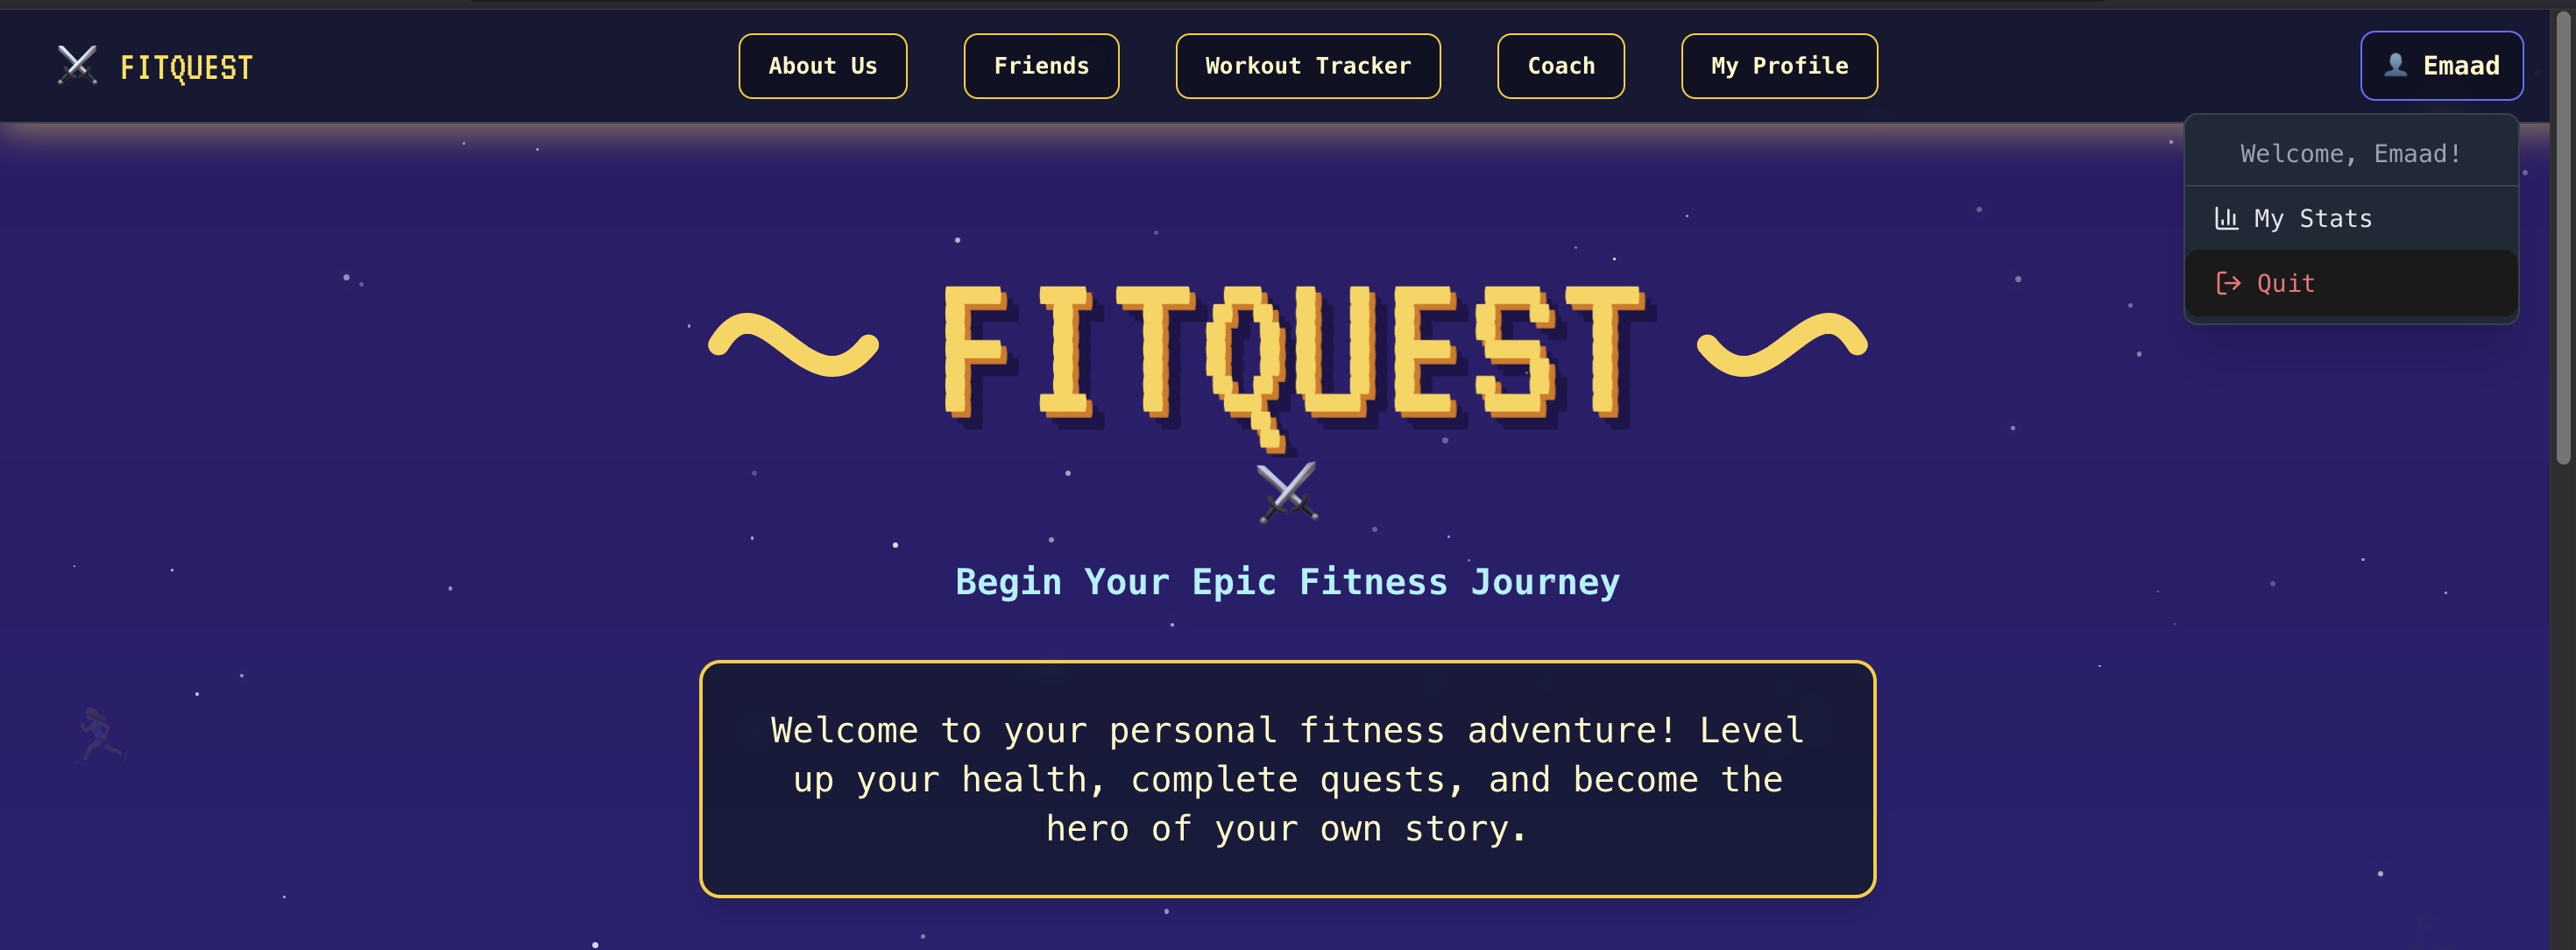 FITQUEST
About Us
Friends
Workout Tracker
Coach
My Profile
Emaad
Welcome, Emaad!
My Stats
Quit
FITQUEST
Begin Your Epic Fitness Journey
Welcome to your personal fitness adventure! Level
up your health, complete quests, and become the
hero of your own story.